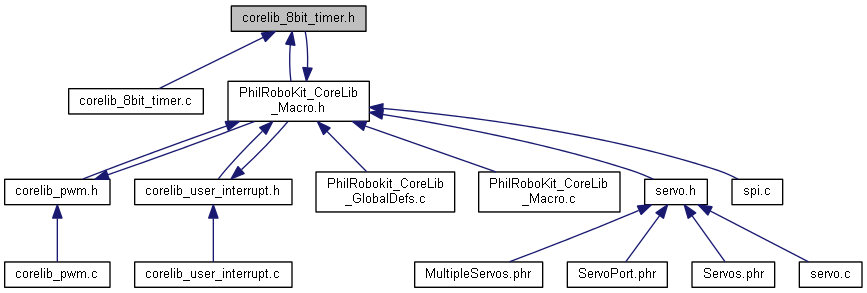 corelib_8bit_timer.h
corelib_8bit_timer.c
PhilRoboKit_CoreLib
_Macro.h
corelib_pwm.h
corelib_user_interrupt.h
PhilRobokit_CoreLib
_GlobalDefs.c
PhilRoboKit_CoreLib
_Macro.c
servo.h
spi.c
corelib_pwm.c
corelib_user_interrupt.c
MultipleServos.phr
ServoPort.phr
Servos.phr
servo.c